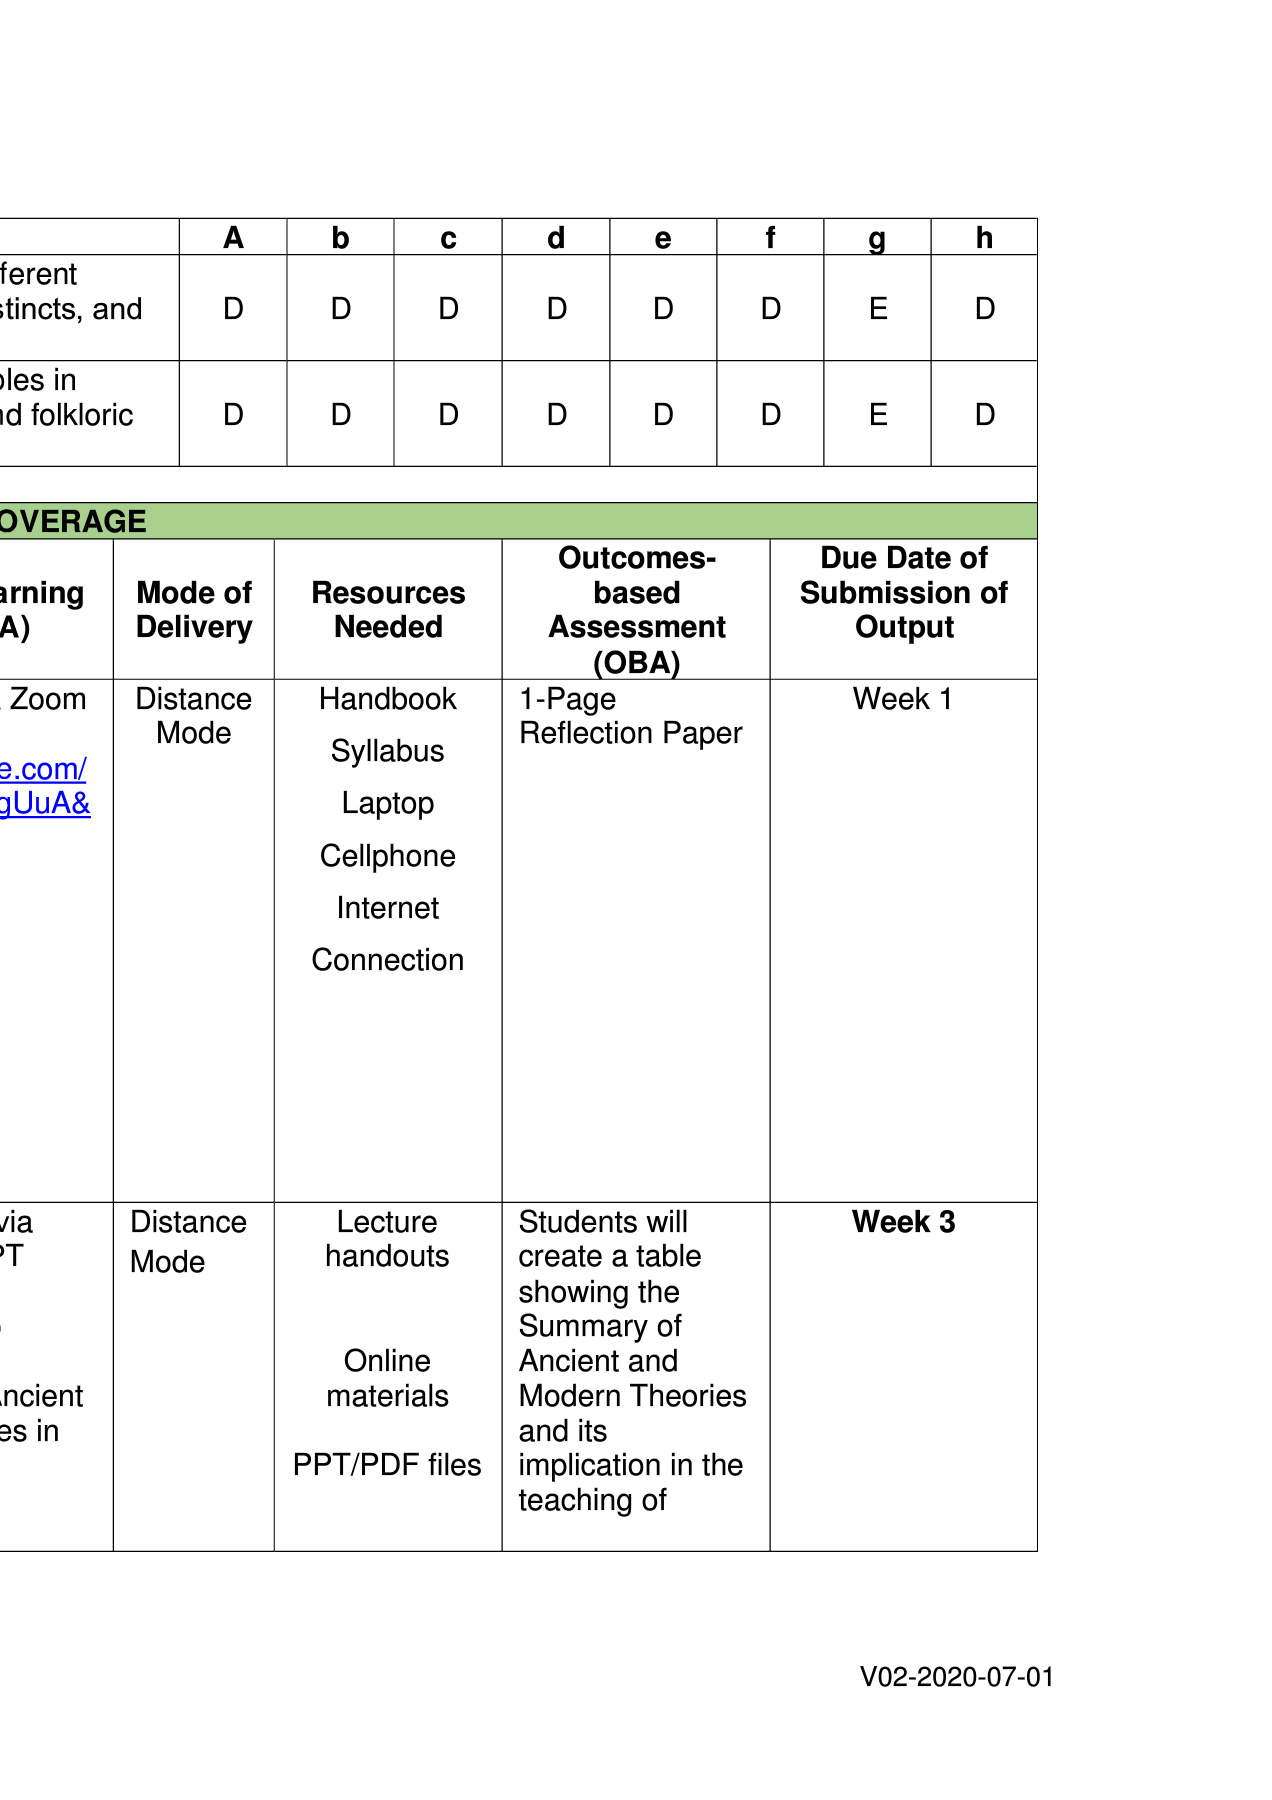 A b c d e f g h
fferent
stincts, and
D D D D D D E D
ples in
nd folkloric
D D D D D D E D
OVERAGE
arning
A)
Mode of
Delivery
Resources
Needed
Outcomes-
based
Assessment
(OBA)
Due Date of
Submission of
Output
Zoom
e.com/
gUuA&
Distance
Mode
Handbook
Syllabus
Laptop
Cellphone
Internet
Connection
1-Page
Reflection Paper
Week 1
via
PT
Ancient
es in
Distance
Mode
Lecture
handouts
Online
materials
PPT/PDF files
Students will
create a table
showing the
Summary of
Ancient and
Modern Theories
and its
implication in the
teaching of
Week 3
V02-2020-07-01